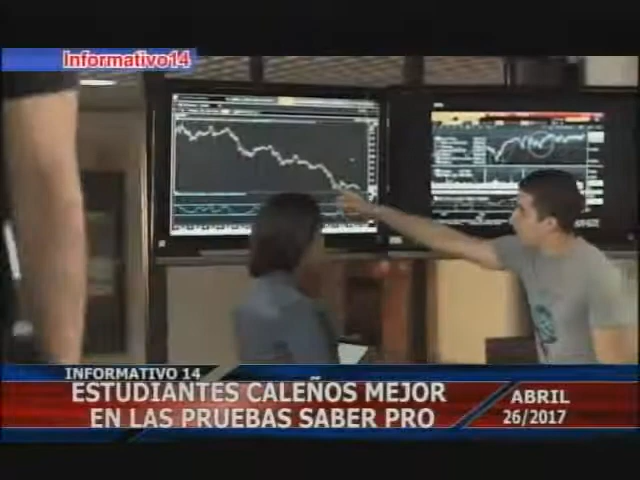 Informativo14
INFORMATIVO 14
ESTUDIANTES CALEÑOS MEJOR
EN LAS PRUEBAS SABER PRO
ABRIL
26/2017